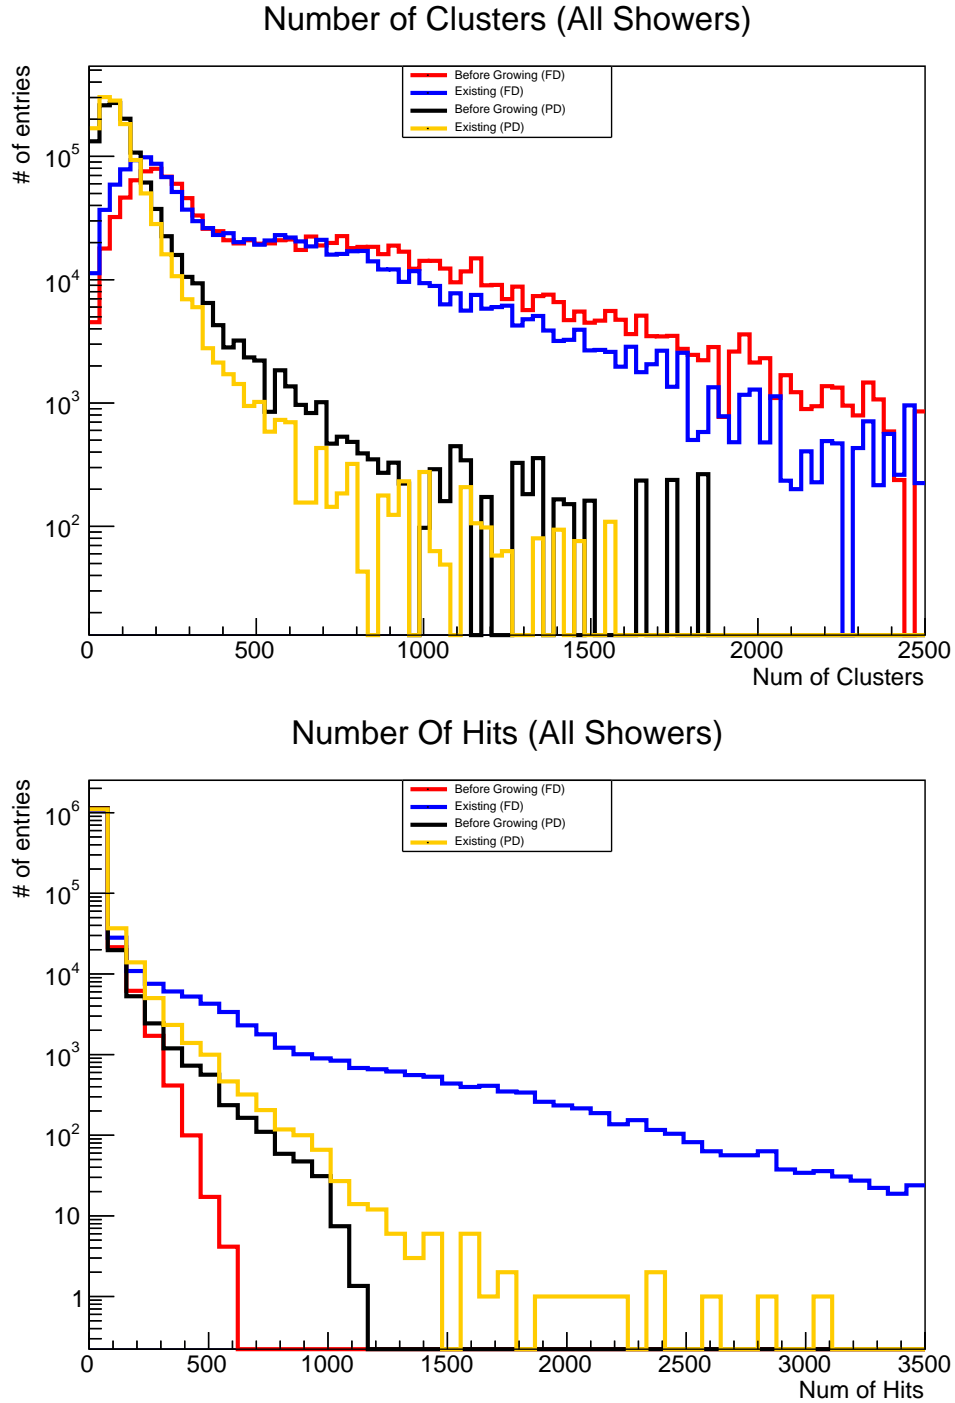 Number of Clusters (All Showers)
# of entries
Before Growing (FD)
Existing (FD)
Before Growing (PD)
Existing (PD)
10^5
10^4
10^3
10^2
0 500 1000 1500 2000 2500
Num of Clusters
Number Of Hits (All Showers)
# of entries
Before Growing (FD)
Existing (FD)
Before Growing (PD)
Existing (PD)
10^6
10^5
10^4
10^3
10^2
10
1
0 500 1000 1500 2000 2500 3000 3500
Num of Hits